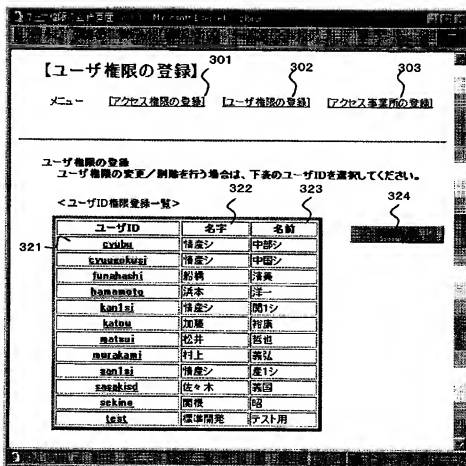 【ユーザ権限の登録】 301 302 303
メニュー [アクセス権限の登録] [ユーザ権限の登録] [アクセス事業所の登録]
ユーザ権限の登録
ユーザ権限の変更/削除を行う場合は、下表のユーザIDを選択してください。
<ユーザID権限登録一覧> 322 323 324
321
ユーザID 名字 名前
cyubu 情産シ 中部シ
cyuugokusi 情産シ 中国シ
funahashi 船橋 清美
hamamoto 浜本 洋一
kan1si 情産シ 関1シ
katou 加藤
matsui 松井 哲也
murakami 村上 義弘
san1si 情産シ 産1シ
sasakisd 佐々木 義国
sekine 関根 昭
test 標準開発 テスト用